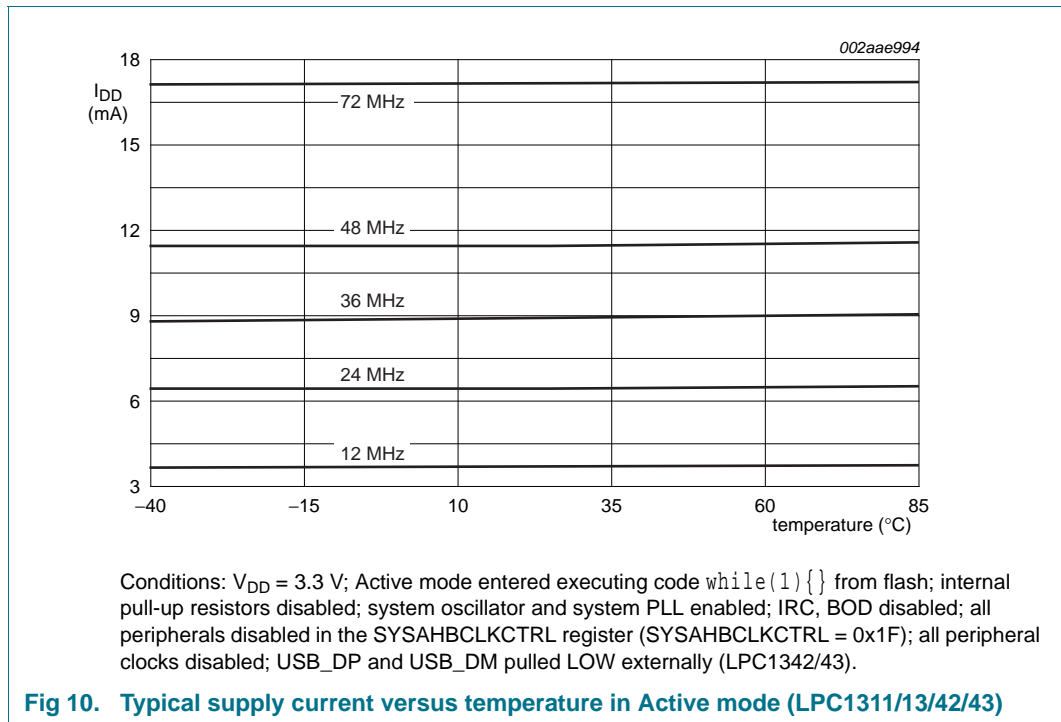 002aae994
18
I_DD
(mA)
72 MHz
15
12
48 MHz
36 MHz
9
24 MHz
6
12 MHz
3
−40 −15 10 35 60 85
temperature (°C)
Conditions: V_DD = 3.3 V; Active mode entered executing code while(1){} from flash; internal
pull-up resistors disabled; system oscillator and system PLL enabled; IRC, BOD disabled; all
peripherals disabled in the SYSAHBCLKCTRL register (SYSAHBCLKCTRL = 0x1F); all peripheral
clocks disabled; USB_DP and USB_DM pulled LOW externally (LPC1342/43).
Fig 10. Typical supply current versus temperature in Active mode (LPC1311/13/42/43)